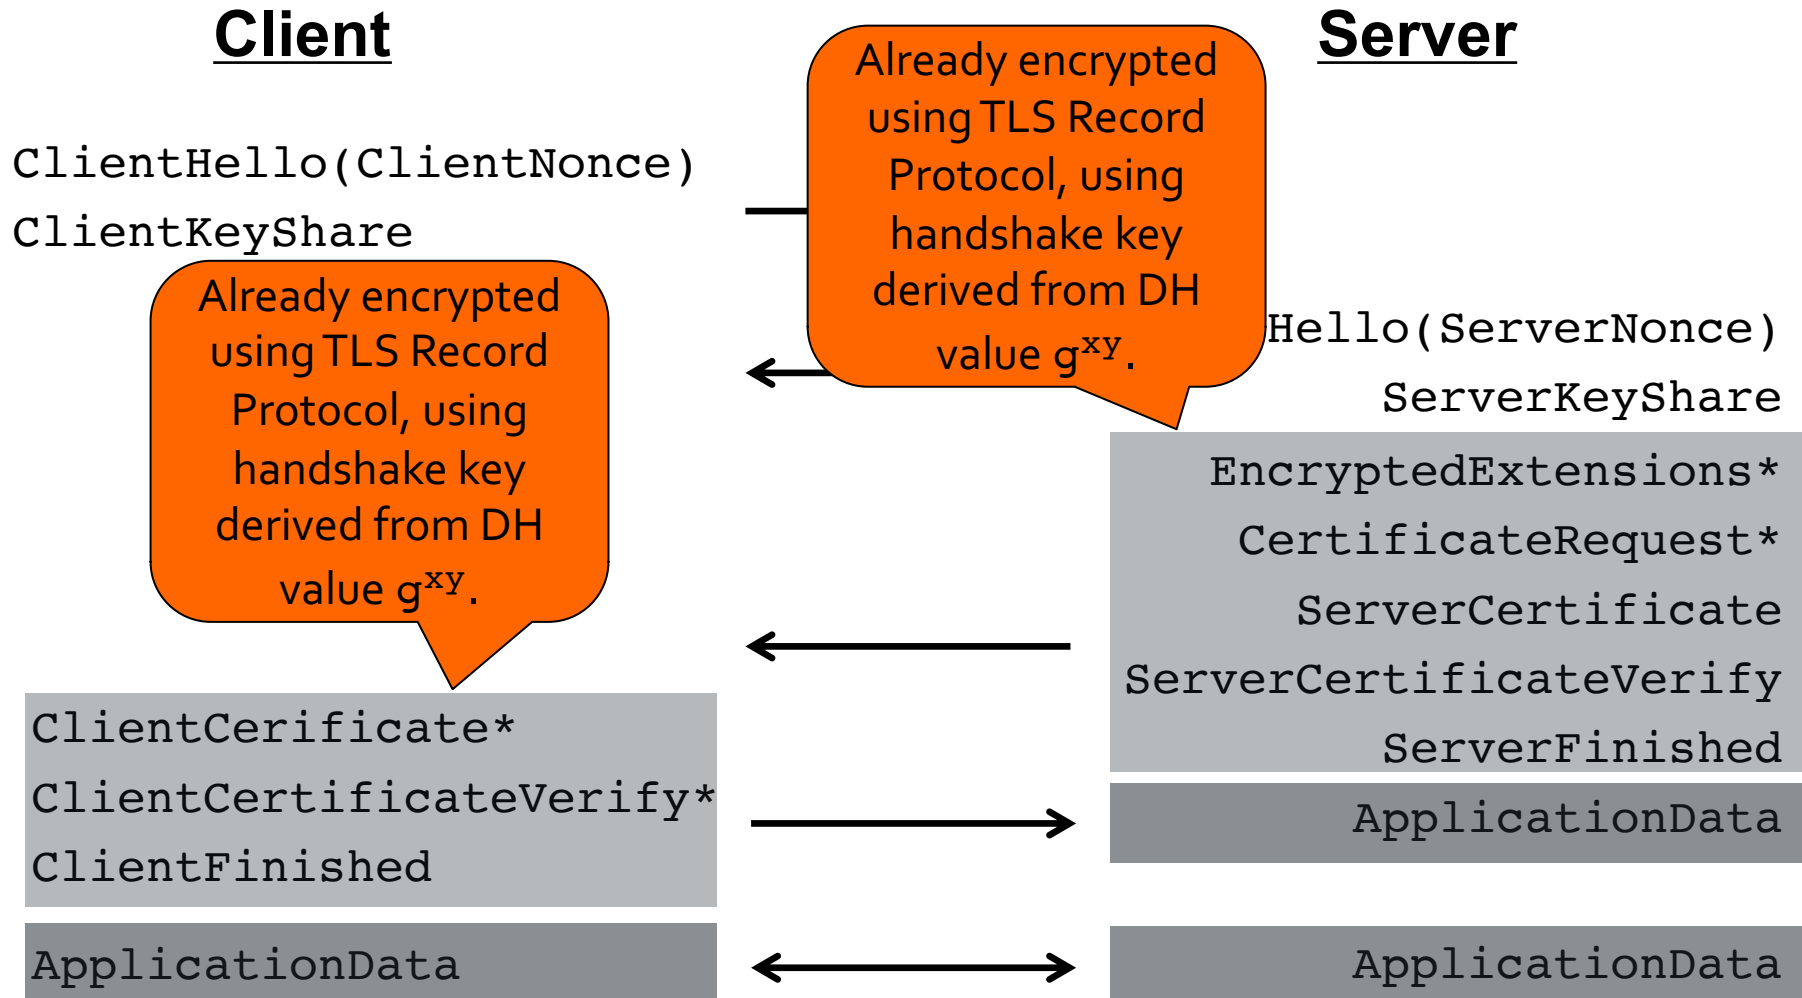 Client
Server
ClientHello(ClientNonce)
ClientKeyShare
Already encrypted
using TLS Record
Protocol, using
handshake key
derived from DH
value g^xy.
Hello(ServerNonce)
ServerKeyShare
EncryptedExtensions*
CertificateRequest*
ServerCertificate
ServerCertificateVerify
ServerFinished
Already encrypted
using TLS Record
Protocol, using
handshake key
derived from DH
value g^xy.
ClientCerificate*
ClientCertificateVerify*
ClientFinished
ApplicationData
ApplicationData
ApplicationData